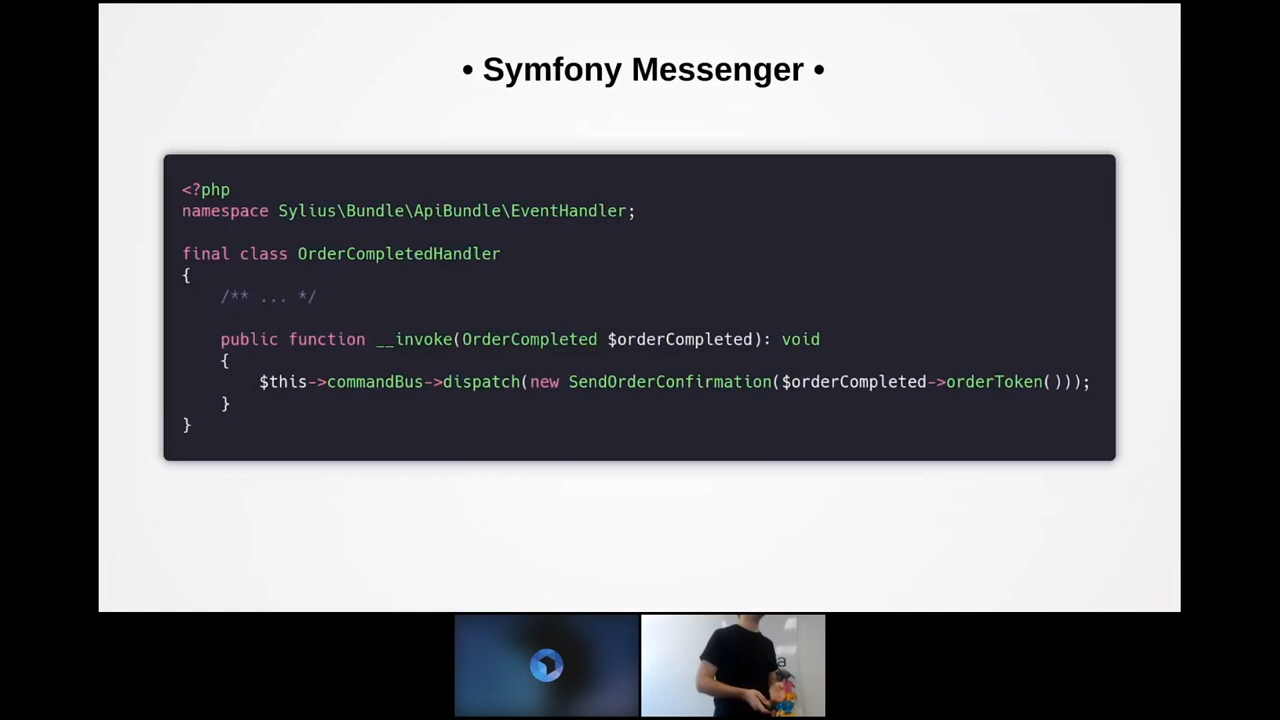 • Symfony Messenger •
<?php
namespace Sylius\Bundle\ApiBundle\EventHandler;
final class OrderCompletedHandler
{
/** ... */
public function __invoke(OrderCompleted $orderCompleted): void
{
$this->commandBus->dispatch(new SendOrderConfirmation($orderCompleted->orderToken()));
}
}
a